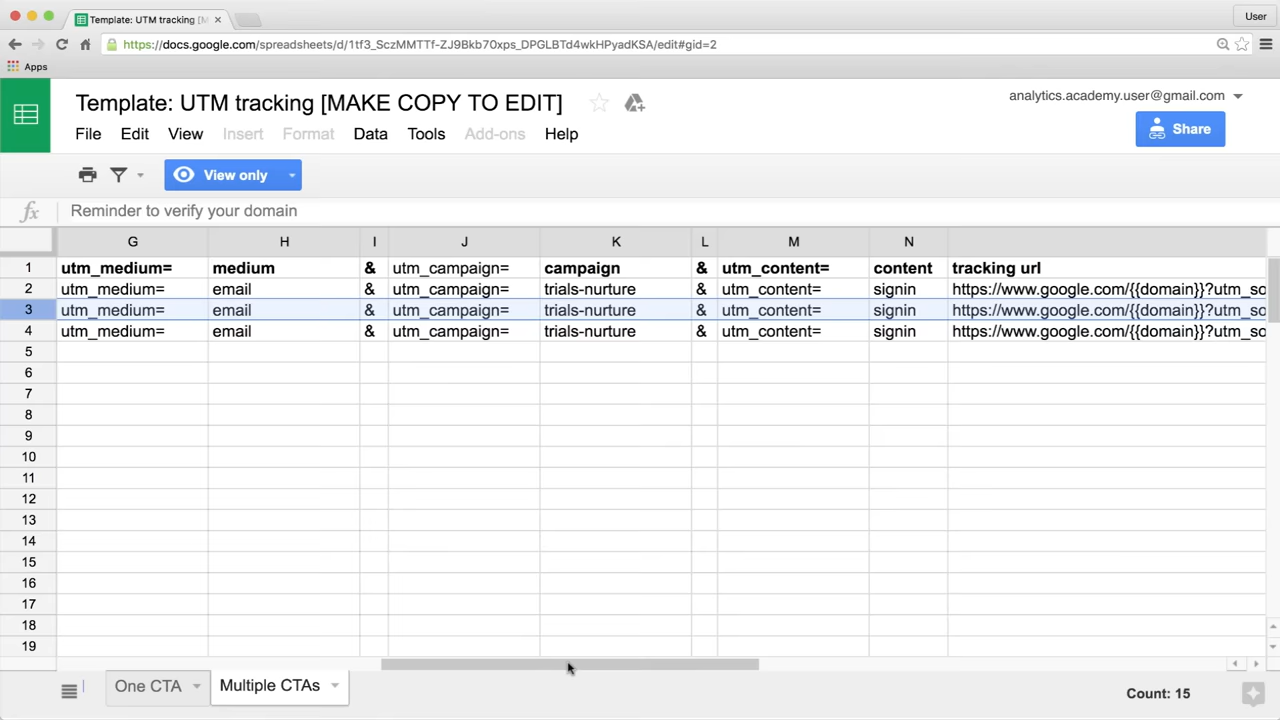 Template: UTM tracking [M
User
https://docs.google.com/spreadsheets/d/1tf3_SczMMTTf-ZJ9Bkb70xps_DPGLBTd4wkHPyadKSA/edit#gid=2
Apps
Template: UTM tracking [MAKE COPY TO EDIT]
analytics.academy.user@gmail.com
File Edit View Insert Format Data Tools Add-ons Help
Share
View only
fx Reminder to verify your domain
G H I J K L M N
1 utm_medium= medium & utm_campaign= campaign & utm_content= content tracking url
2 utm_medium= email & utm_campaign= trials-nurture & utm_content= signin https://www.google.com/{{domain}}?utm_so
3 utm_medium= email & utm_campaign= trials-nurture & utm_content= signin https://www.google.com/{{domain}}?utm_so
4 utm_medium= email & utm_campaign= trials-nurture & utm_content= signin https://www.google.com/{{domain}}?utm_so
5
6
7
8
9
10
11
12
13
14
15
16
17
18
19
One CTA Multiple CTAs Count: 15